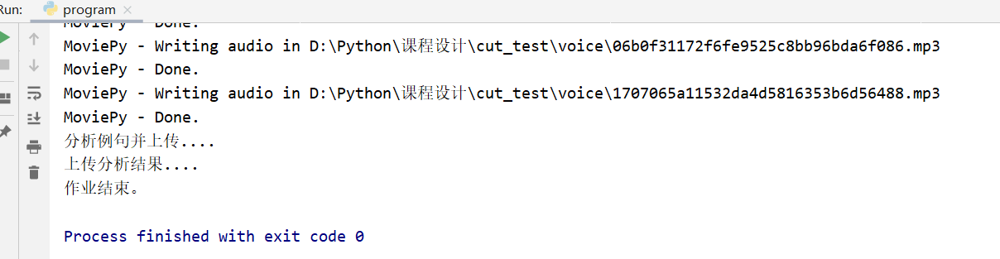 Run:
program
MoviePy - Done.
MoviePy - Writing audio in D:\Python\课程设计\cut_test\voice\06b0f31172f6fe9525c8bb96bda6f086.mp3
MoviePy - Done.
MoviePy - Writing audio in D:\Python\课程设计\cut_test\voice\1707065a11532da4d5816353b6d56488.mp3
MoviePy - Done.
分析例句并上传....
上传分析结果....
作业结束。
Process finished with exit code 0